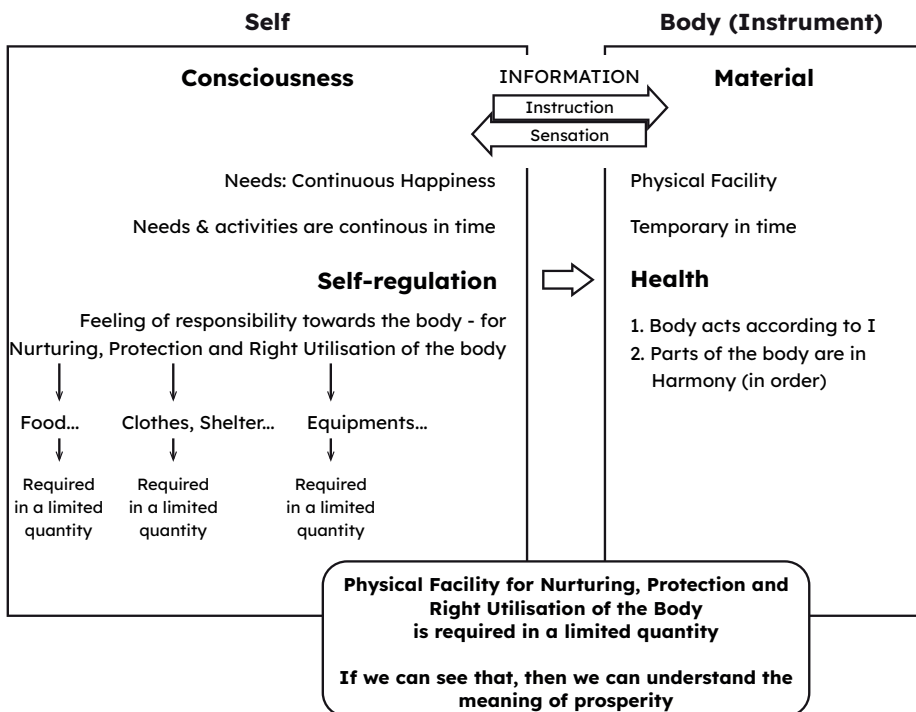 Self
Body (Instrument)
Consciousness
INFORMATION
Material
Instruction
Sensation
Needs: Continuous Happiness
Physical Facility
Needs & activities are continous in time
Temporary in time
Self-regulation
Health
Feeling of responsibility towards the body - for
Nurturing, Protection and Right Utilisation of the body
1. Body acts according to I
2. Parts of the body are in
Harmony (in order)
Food...
Clothes, Shelter...
Equipments...
Required
in a limited
quantity
Required
in a limited
quantity
Required
in a limited
quantity
Physical Facility for Nurturing, Protection and
Right Utilisation of the Body
is required in a limited quantity
If we can see that, then we can understand the
meaning of prosperity